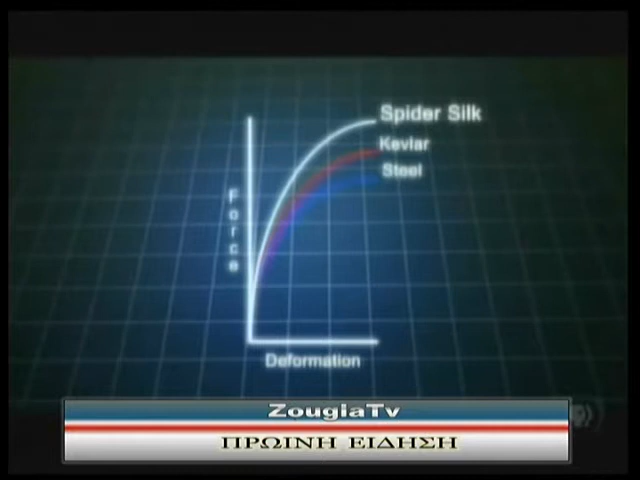 Spider Silk
Kevlar
Steel
Force
Deformation
ZougiaTv
ΠΡΩΙΝΗ ΕΙΔΗΣΗ